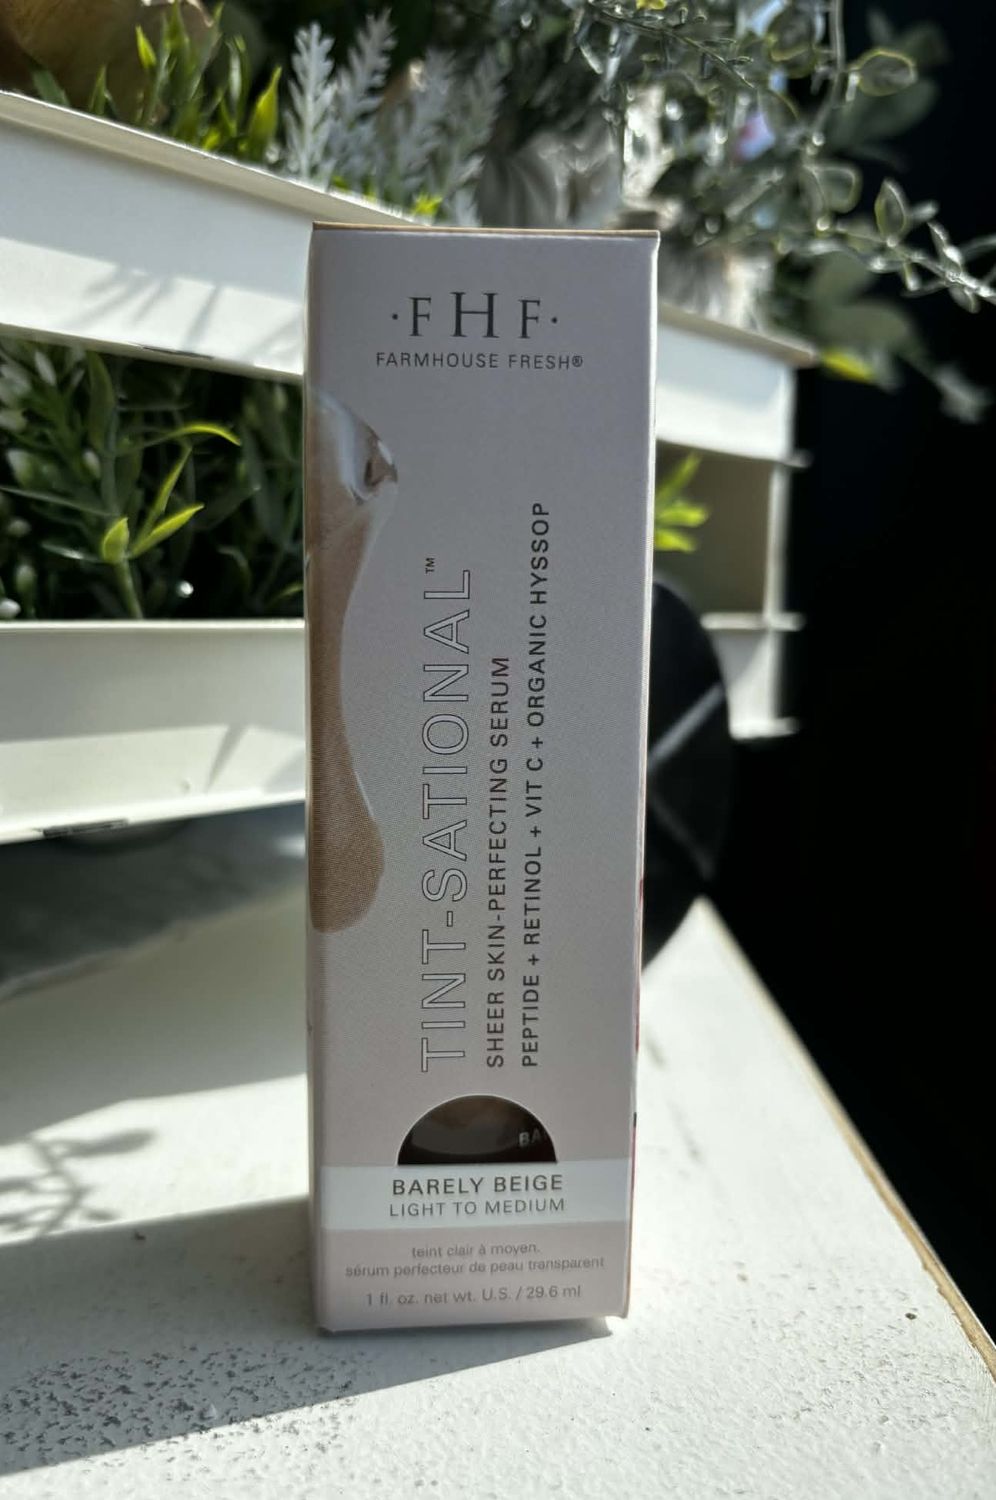 ·F H F·
FARMHOUSE FRESH®
TINT-SATIONAL™
SHEER SKIN-PERFECTING SERUM
PEPTIDE + RETINOL + VIT C + ORGANIC HYSSOP
BA
BARELY BEIGE
LIGHT TO MEDIUM
teint clair à moyen.
sérum perfecteur de peau transparent
1 fl. oz. net wt. U.S. / 29.6 ml